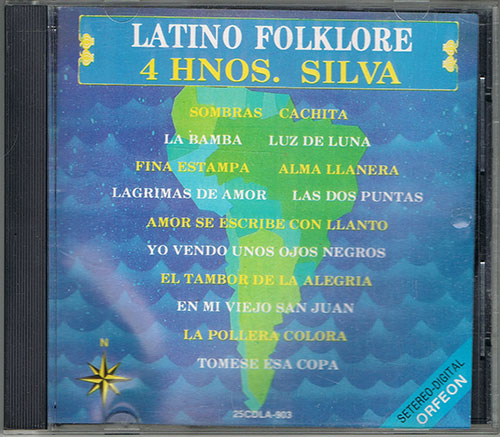 LATINO FOLKLORE
4 HNOS. SILVA
SOMBRAS CACHITA
LA BAMBA LUZ DE LUNA
FINA ESTAMPA ALMA LLANERA
LAGRIMAS DE AMOR LAS DOS PUNTAS
AMOR SE ESCRIBE CON LLANTO
YO VENDO UNOS OJOS NEGROS
EL TAMBOR DE LA ALEGRIA
EN MI VIEJO SAN JUAN
LA POLLERA COLORA
TOMESE ESA COPA
N
25CDLA-903
SETEREO-DIGITAL
ORFEON